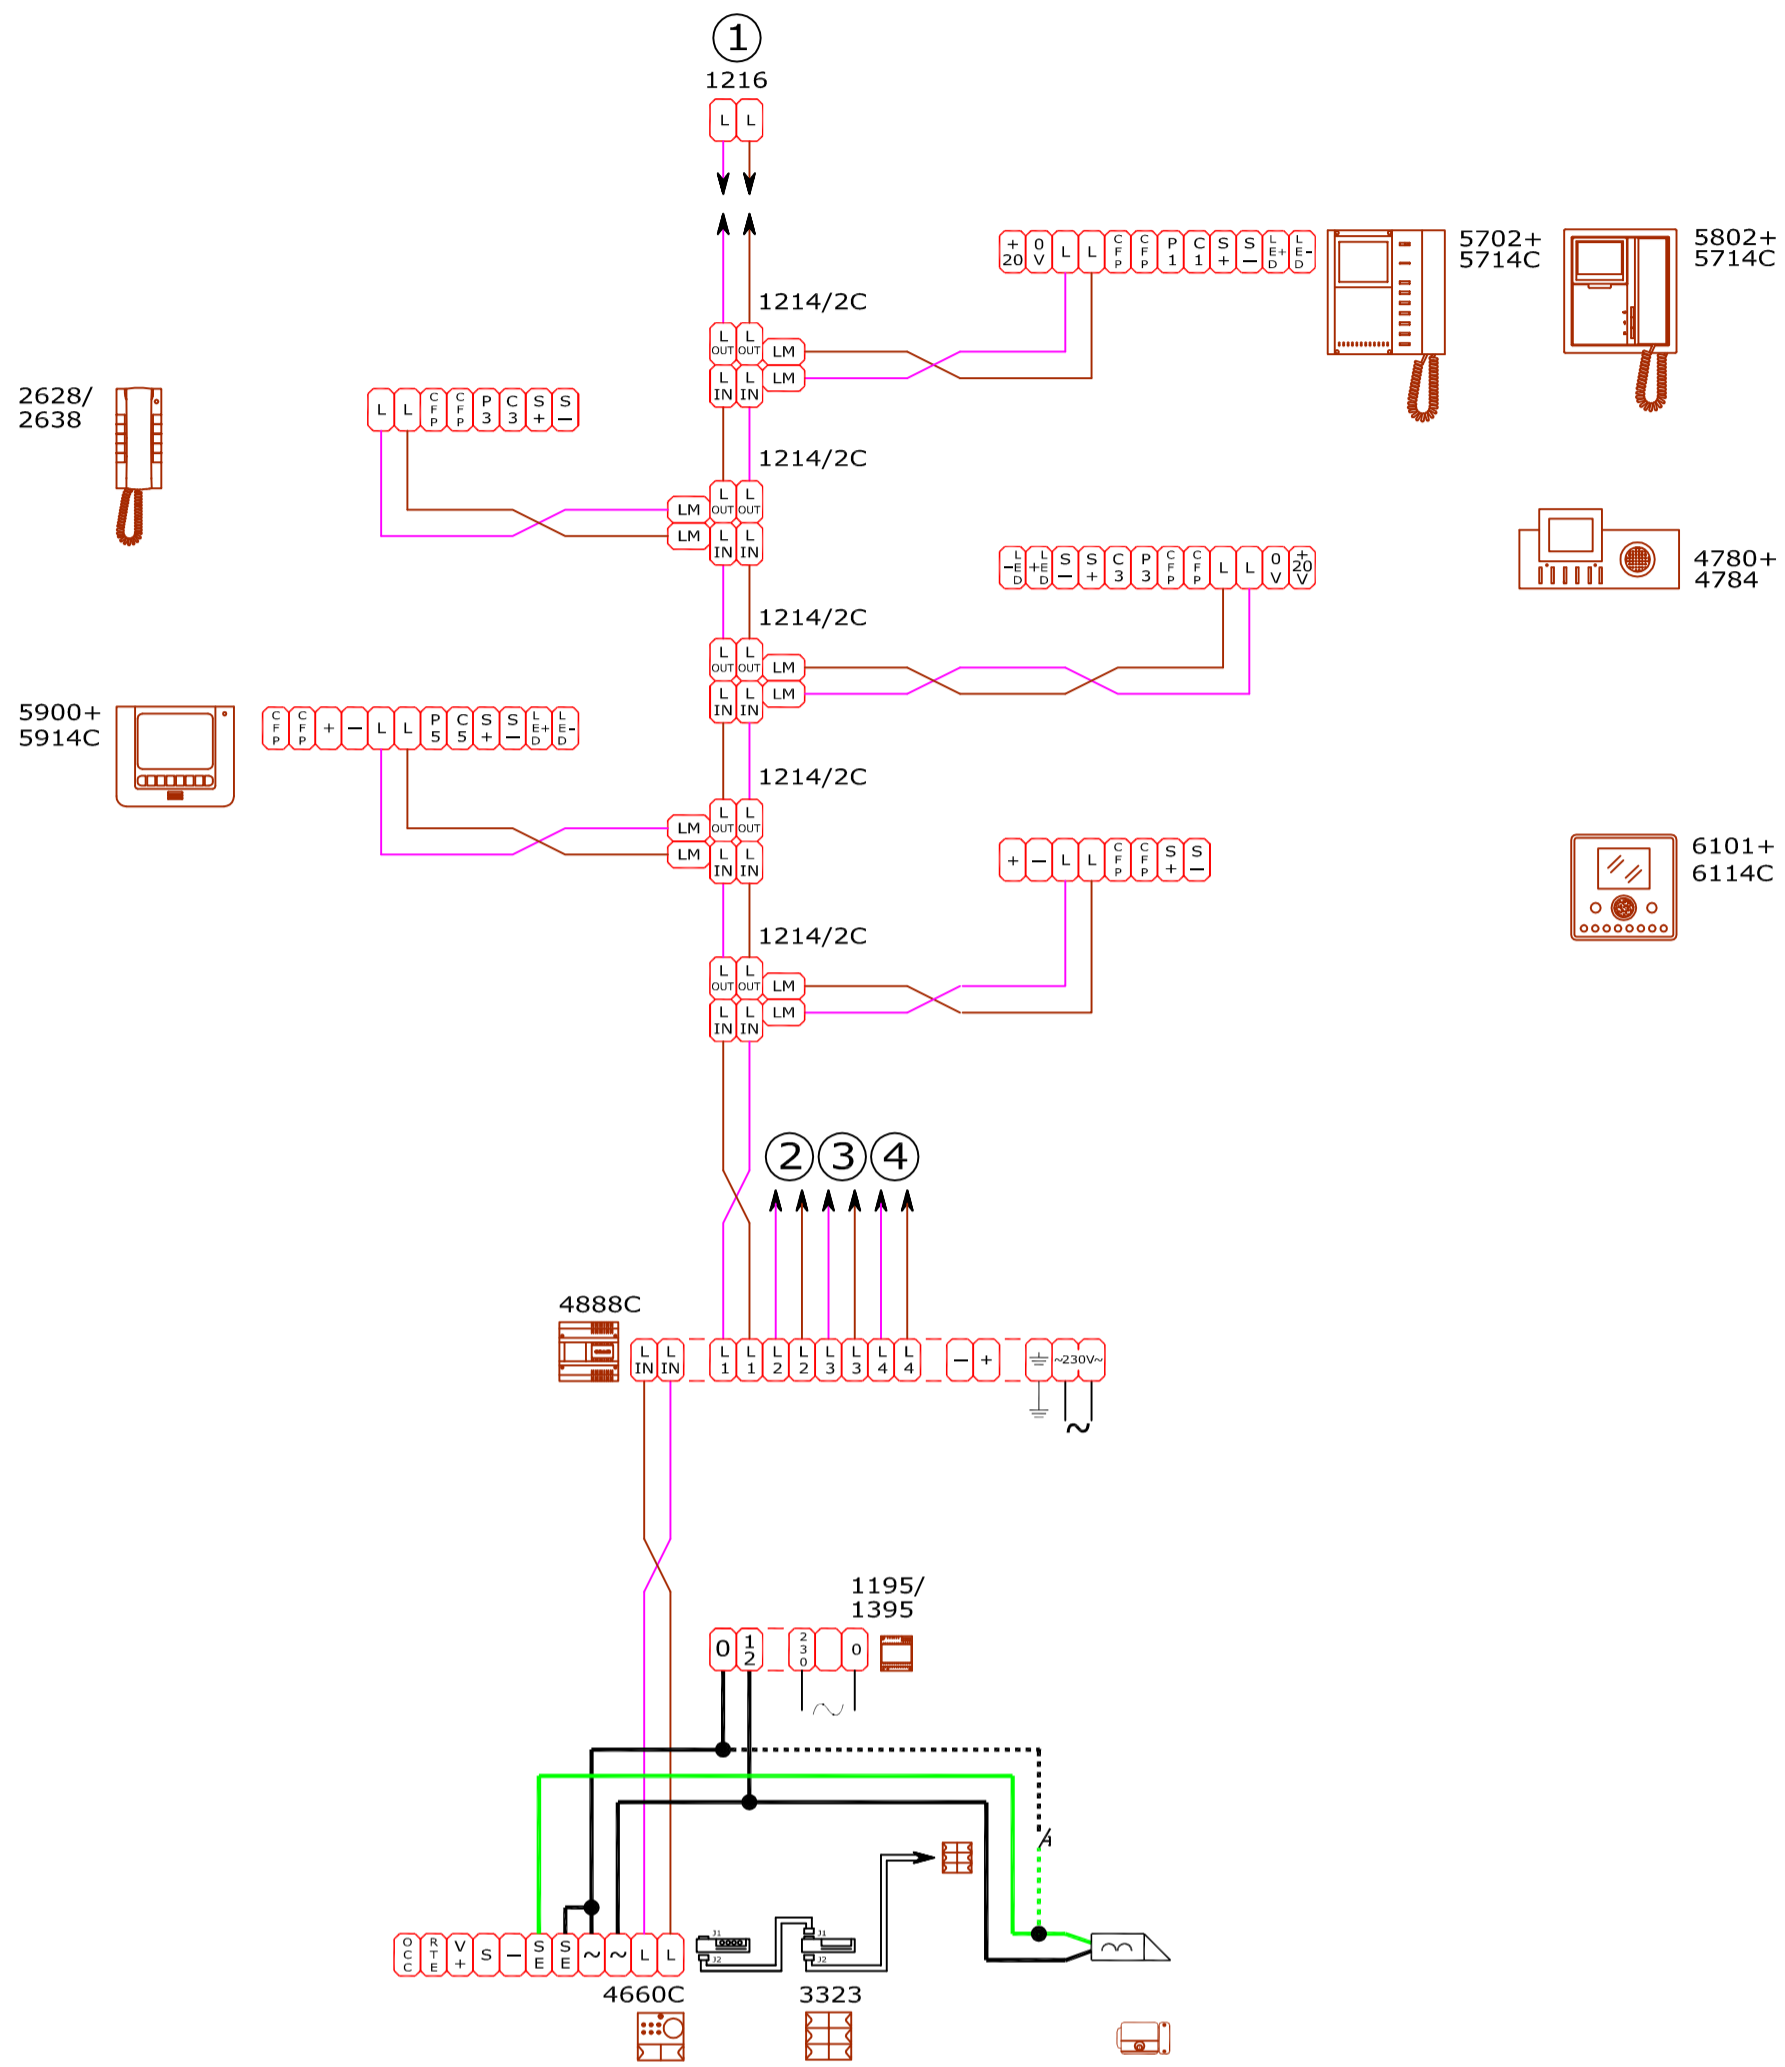 ①
1216
L L
+20 0V L L CFP CFP P1 C1 S+ S− LED+ LED-
5702+
5714C
5802+
5714C
1214/2C
L OUT L OUT LM
L IN L IN LM
2628/
2638
L L CFP CFP P3 C3 S+ S−
1214/2C
LM L OUT L OUT
LM L IN L IN
−LED +LED S− S+ C3 P3 CFP CFP L L 0V +20V
4780+
4784
1214/2C
L OUT L OUT LM
L IN L IN LM
5900+
5914C
CFP CFP + − L L P5 C5 S+ S− LED+ LED-
1214/2C
LM L OUT L OUT
LM L IN L IN
+ − L L CFP CFP S+ S−
6101+
6114C
1214/2C
L OUT L OUT LM
L IN L IN LM
② ③ ④
4888C
L IN L IN L1 L1 L2 L2 L3 L3 L4 L4 − + ~230V~
~
1195/
1395
0 12 230 0
J1 J1
OCC RTE V+ S − SE SE ~ ~ L L
J2 J2
4660C
3323